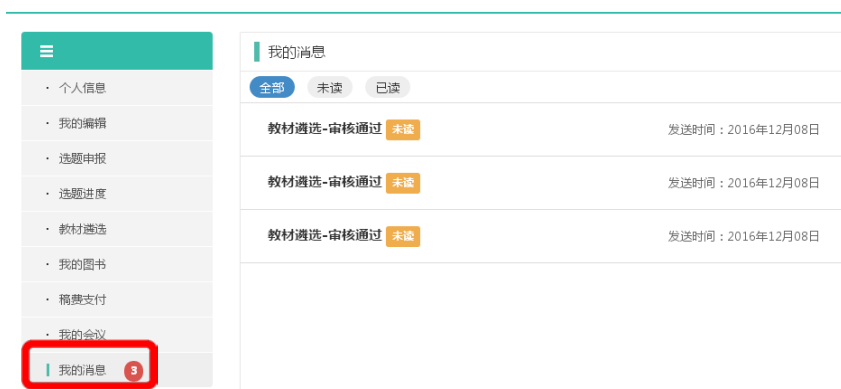 我的消息
全部 未读 已读
个人信息
我的编辑
选题申报
选题进度
教材遴选
我的图书
稿费支付
我的会议
我的消息 3
教材遴选-审核通过 未读 发送时间：2016年12月08日
教材遴选-审核通过 未读 发送时间：2016年12月08日
教材遴选-审核通过 未读 发送时间：2016年12月08日